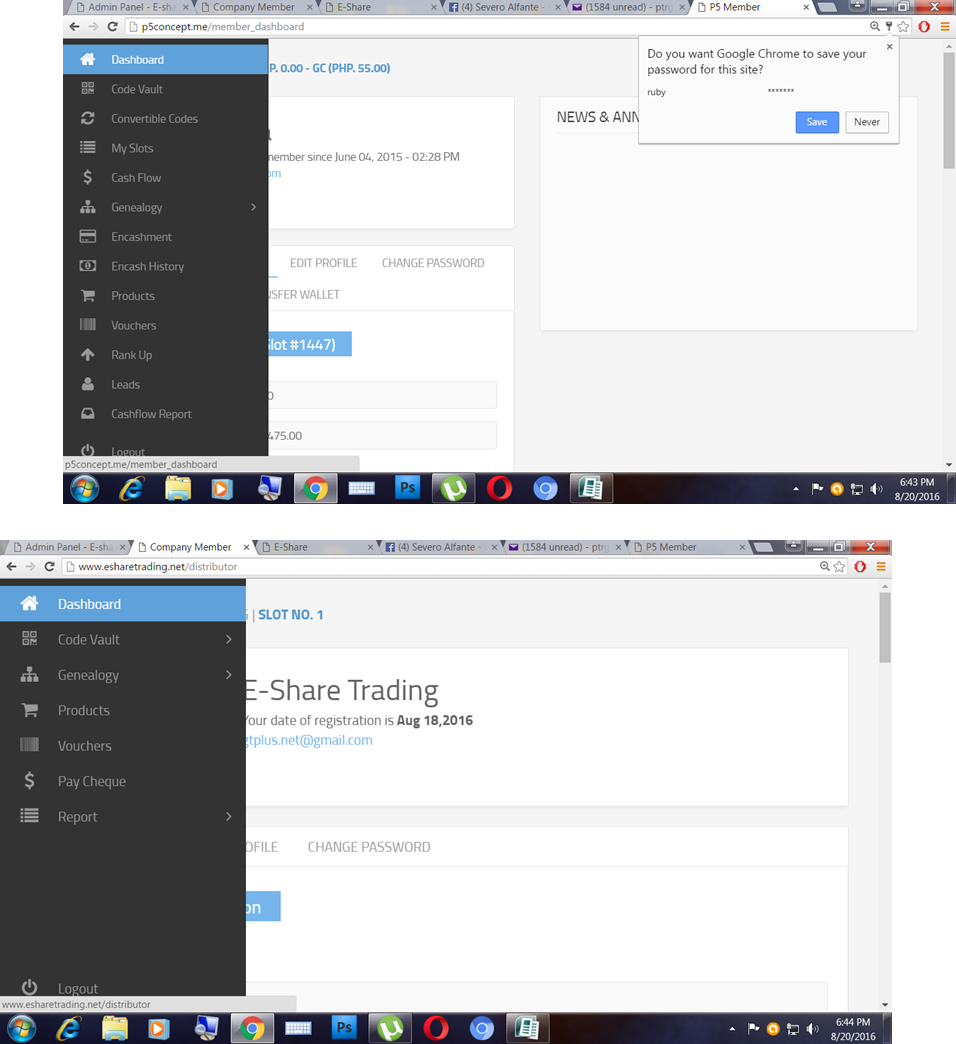 Admin Panel - E-sha
Company Member
E-Share
(4) Severo Alfante -
(1584 unread) - ptrg
P5 Member
p5concept.me/member_dashboard
Do you want Google Chrome to save your
password for this site?
ruby *******
Save Never
Dashboard
Code Vault
Convertible Codes
My Slots
Cash Flow
Genealogy
Encashment
Encash History
Products
Vouchers
Rank Up
Leads
Cashflow Report
Logout
P. 0.00 - GC (PHP. 55.00)
member since June 04, 2015 - 02:28 PM
om
EDIT PROFILE CHANGE PASSWORD
NSFER WALLET
Slot #1447)
0
475.00
NEWS & ANN
p5concept.me/member_dashboard
Ps
6:43 PM
8/20/2016
Admin Panel - E-sha
Company Member
E-Share
(4) Severo Alfante -
(1584 unread) - ptrg
P5 Member
www.esharetrading.net/distributor
Dashboard
Code Vault
Genealogy
Products
Vouchers
Pay Cheque
Report
Logout
G | SLOT NO. 1
E-Share Trading
Your date of registration is Aug 18,2016
gtplus.net@gmail.com
OFILE CHANGE PASSWORD
on
www.esharetrading.net/distributor
Ps
6:44 PM
8/20/2016